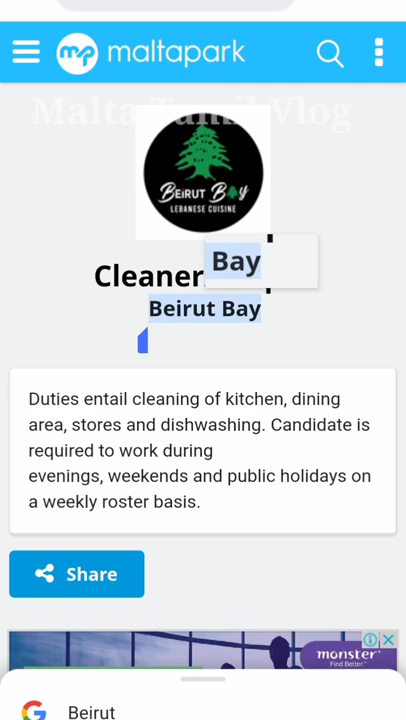 maltapark
Malta Tamil Vlog
BEIRUT BAY
LEBANESE CUISINE
Bay
Cleaner
Beirut Bay
Duties entail cleaning of kitchen, dining
area, stores and dishwashing. Candidate is
required to work during
evenings, weekends and public holidays on
a weekly roster basis.
Share
monster
Find Better
Beirut